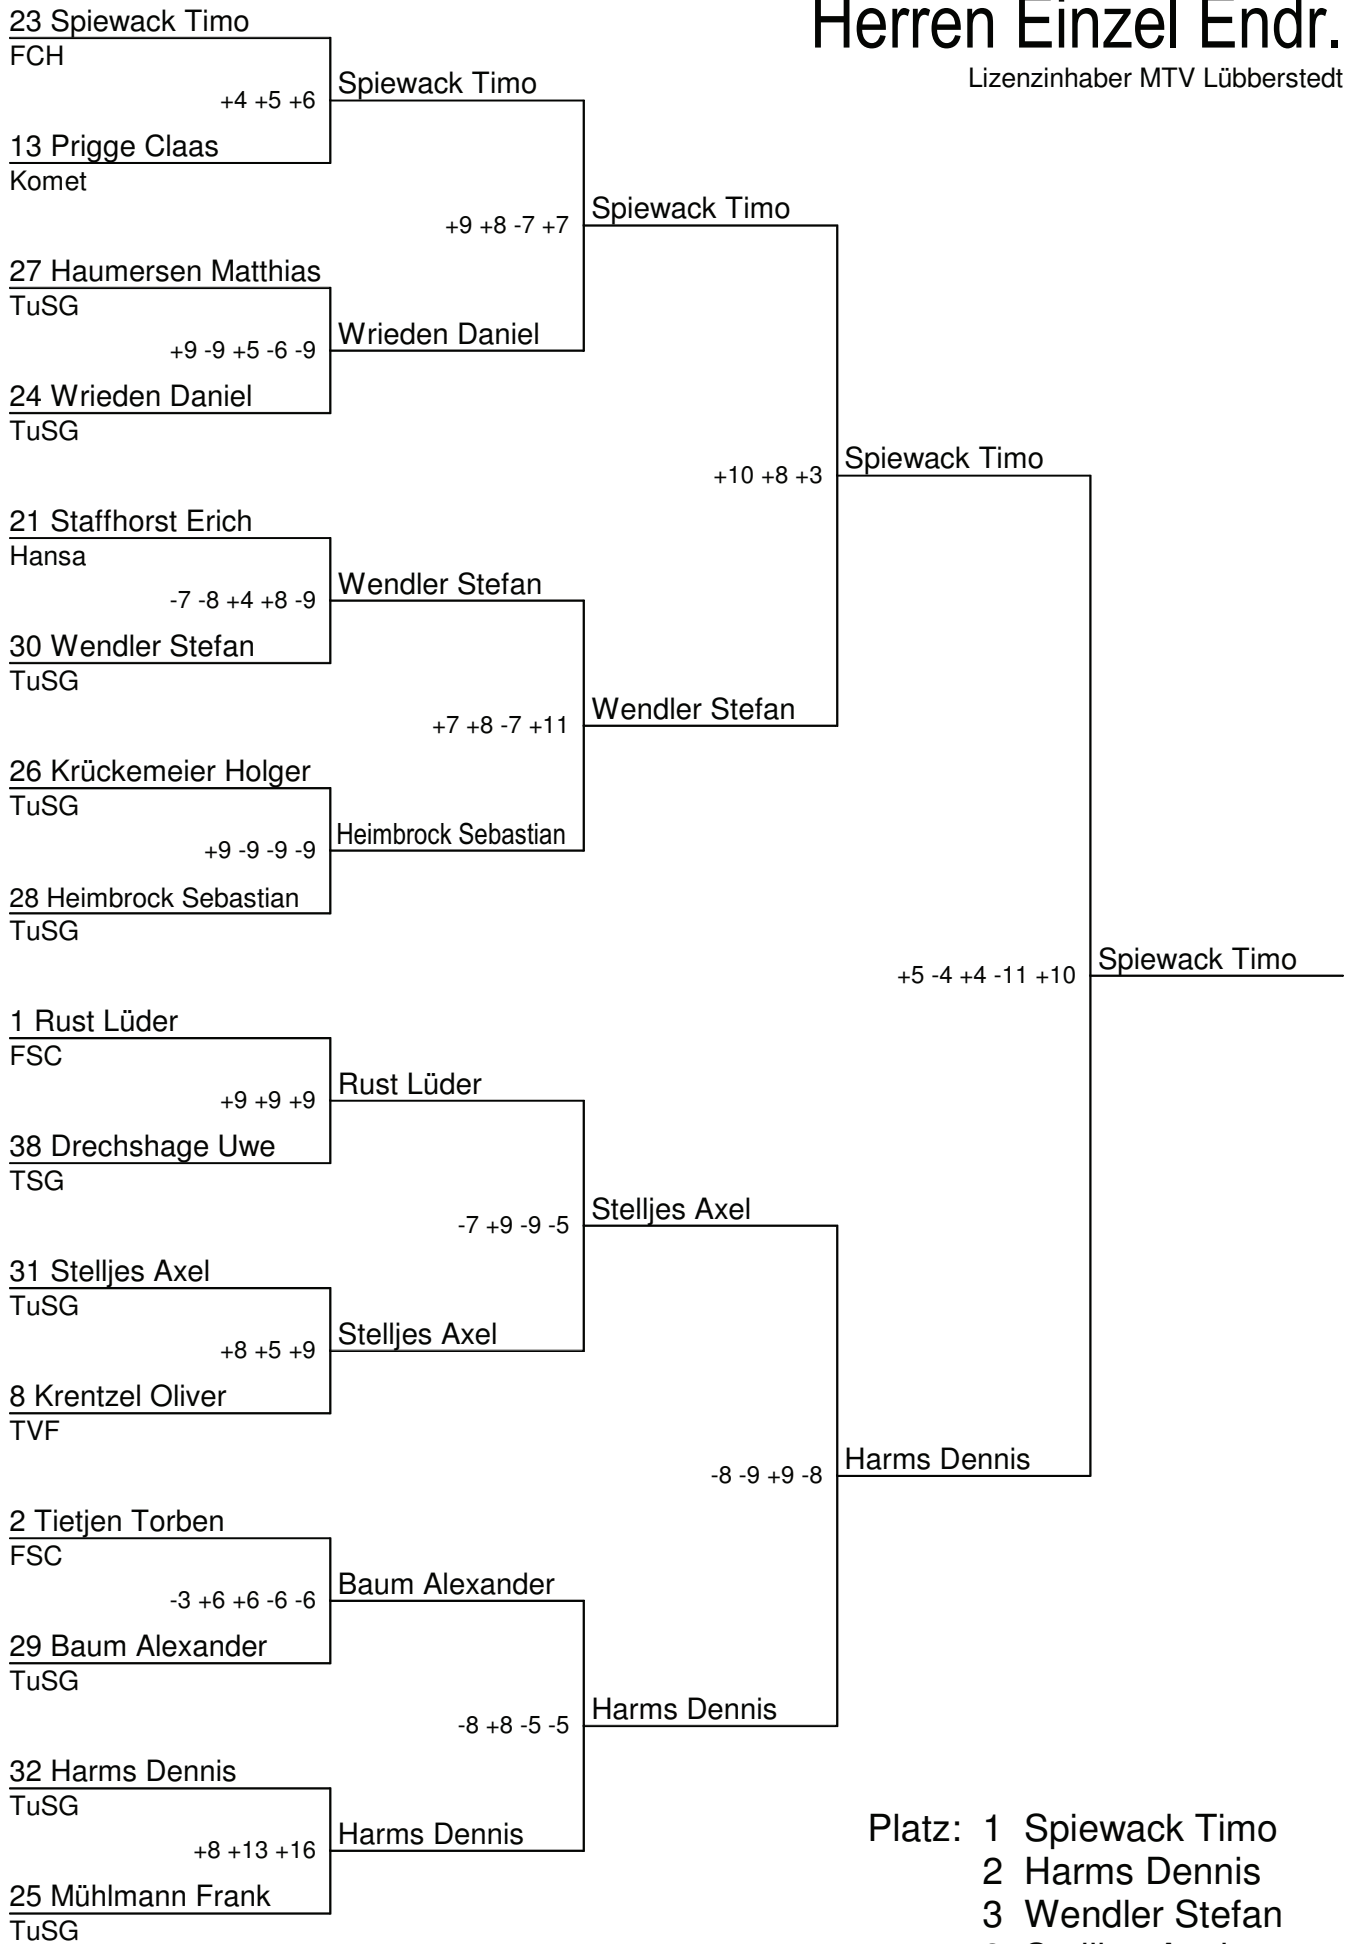 Herren Einzel Endr.
Lizenzinhaber MTV Lübberstedt
23 Spiewack Timo
FCH
+4 +5 +6
Spiewack Timo
13 Prigge Claas
Komet
+9 +8 -7 +7
Spiewack Timo
27 Haumersen Matthias
TuSG
+9 -9 +5 -6 -9
Wrieden Daniel
24 Wrieden Daniel
TuSG
+10 +8 +3
Spiewack Timo
21 Staffhorst Erich
Hansa
-7 -8 +4 +8 -9
Wendler Stefan
30 Wendler Stefan
TuSG
+7 +8 -7 +11
Wendler Stefan
26 Krückemeier Holger
TuSG
+9 -9 -9 -9
Heimbrock Sebastian
28 Heimbrock Sebastian
TuSG
+5 -4 +4 -11 +10
Spiewack Timo
1 Rust Lüder
FSC
+9 +9 +9
Rust Lüder
38 Drechshage Uwe
TSG
-7 +9 -9 -5
Stelljes Axel
31 Stelljes Axel
TuSG
+8 +5 +9
Stelljes Axel
8 Krentzel Oliver
TVF
-8 -9 +9 -8
Harms Dennis
2 Tietjen Torben
FSC
-3 +6 +6 -6 -6
Baum Alexander
29 Baum Alexander
TuSG
-8 +8 -5 -5
Harms Dennis
32 Harms Dennis
TuSG
+8 +13 +16
Harms Dennis
25 Mühlmann Frank
TuSG
Platz: 1 Spiewack Timo
2 Harms Dennis
3 Wendler Stefan